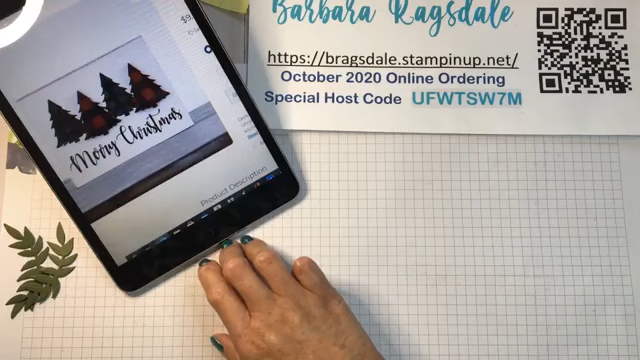 Barbara Ragsdale
https://bragsdale.stampinup.net/
October 2020 Online Ordering
Special Host Code UFWTSW7M
Merry Christmas
Product Description